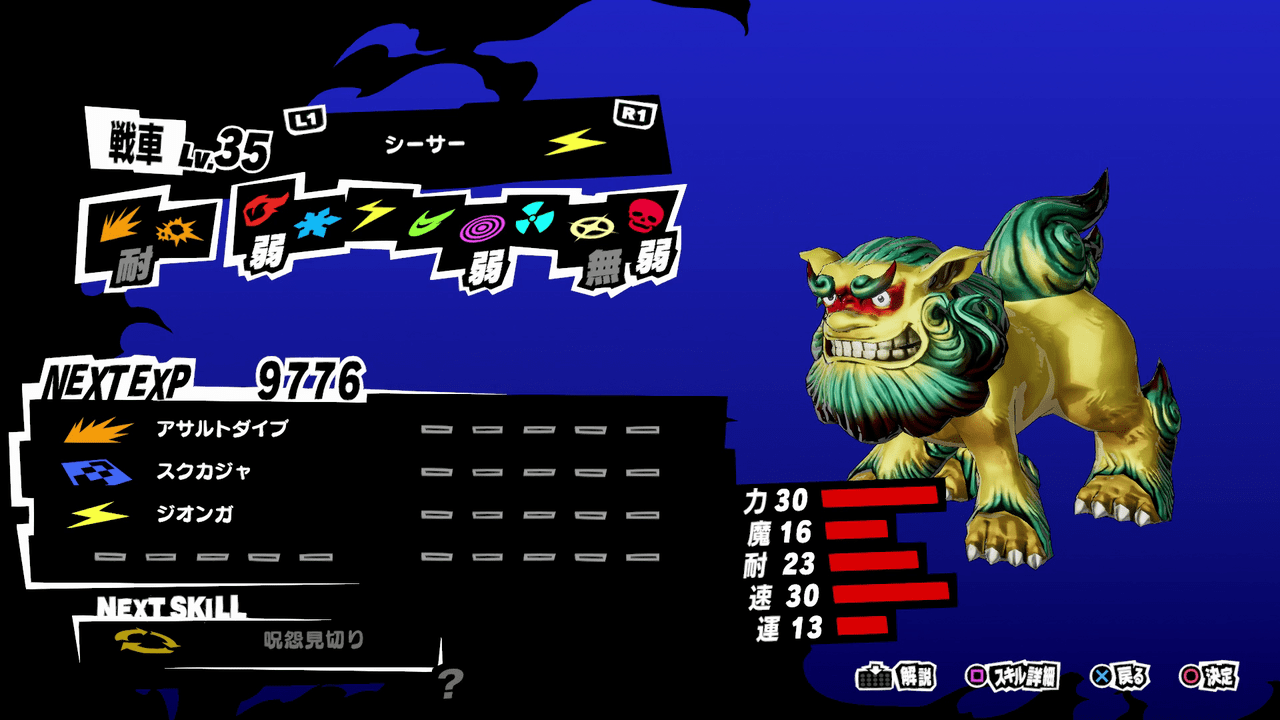 戦車 Lv.35 L1 シーサー R1
耐 弱 弱 無 弱
NEXT EXP 9776
アサルトダイブ
スクカジャ
ジオンガ
NEXT SKILL
呪怨見切り
?
力 30
魔 16
耐 23
速 30
運 13
解説 スキル詳細 戻る 決定